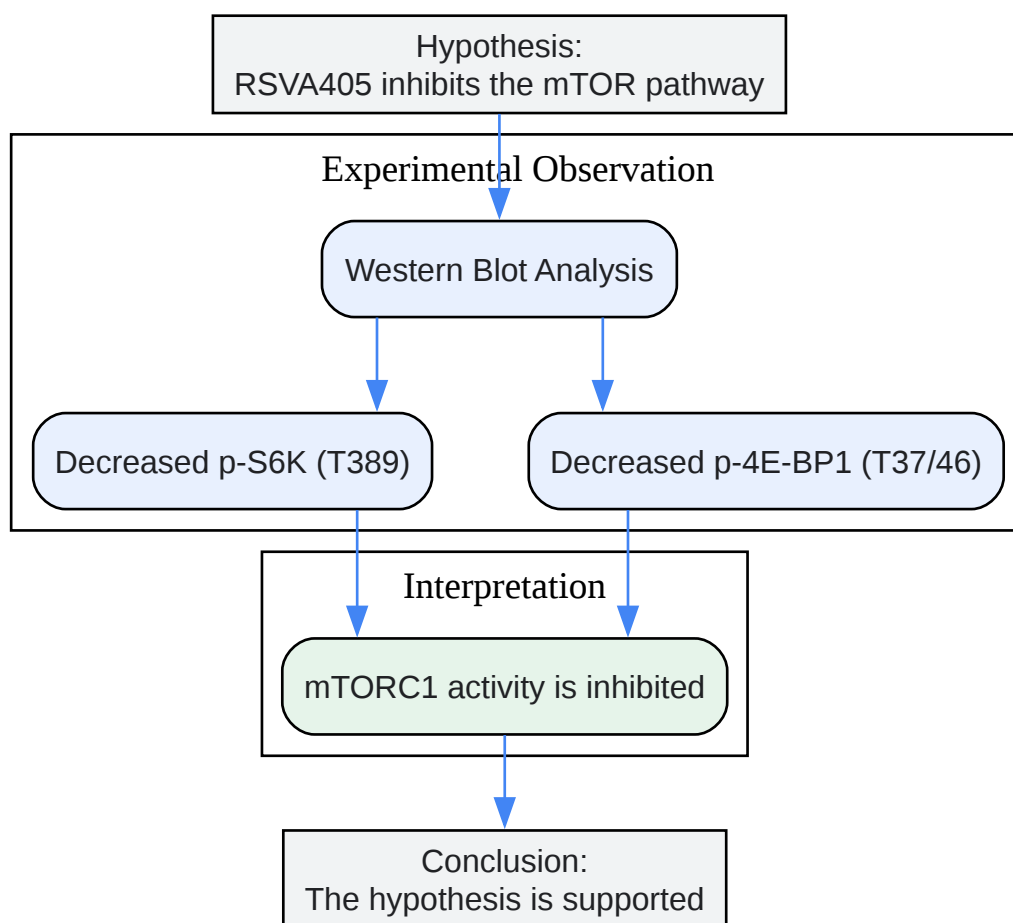 Hypothesis:
RSVA405 inhibits the mTOR pathway
Experimental Observation
Western Blot Analysis
Decreased p-S6K (T389)
Decreased p-4E-BP1 (T37/46)
Interpretation
mTORC1 activity is inhibited
Conclusion:
The hypothesis is supported